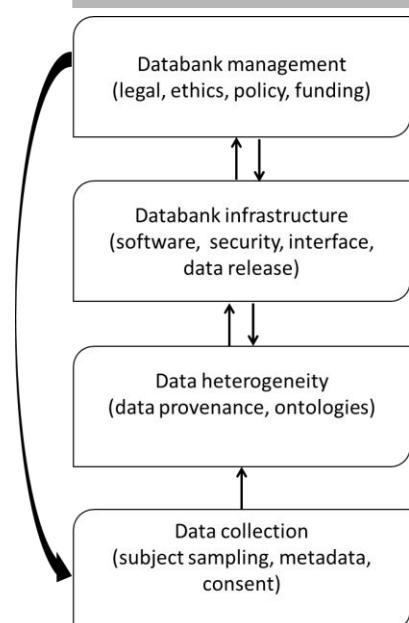 Databank management
(legal, ethics, policy, funding)
Databank infrastructure
(software, security, interface,
data release)
Data heterogeneity
(data provenance, ontologies)
Data collection
(subject sampling, metadata,
consent)